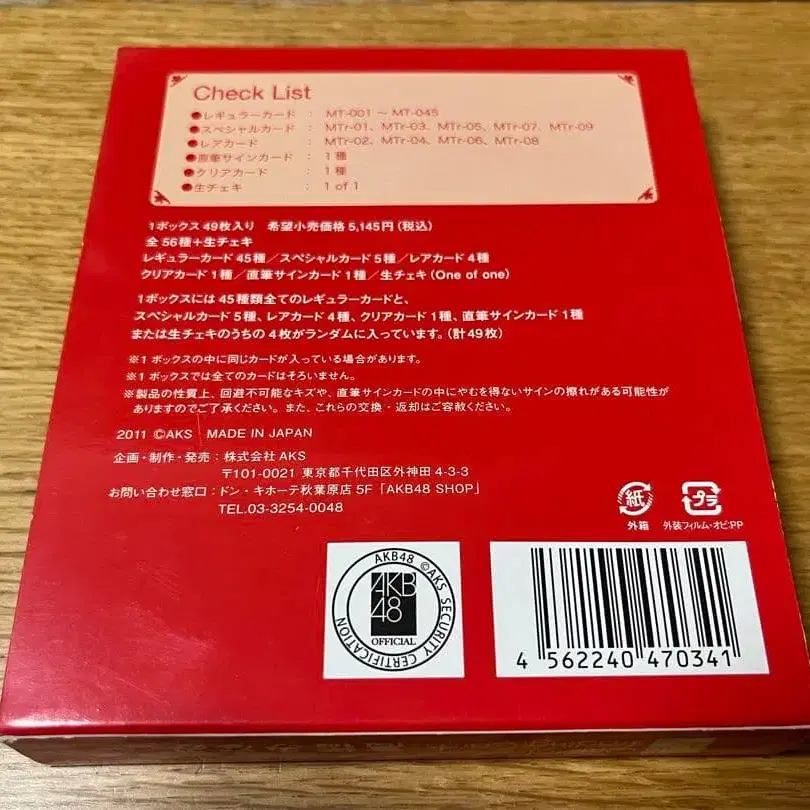 Check List
●レギュラーカード : MT-001 〜 MT-045
●スペシャルカード : MTr-01、MTr-03、MTr-05、MTr-07、MTr-09
●レアカード : MTr-02、MTr-04、MTr-06、MTr-08
●直筆サインカード : 1種
●クリアカード : 1種
●生チェキ : 1 of 1
1ボックス 49枚入り 希望小売価格 5,145円(税込)
全 56種+生チェキ
レギュラーカード 45種/スペシャルカード 5種/レアカード 4種
クリアカード 1種/直筆サインカード 1種/生チェキ(One of one)
1ボックスには 45種類全てのレギュラーカードと、
スペシャルカード 5種、レアカード 4種、クリアカード 1種、直筆サインカード 1種
または生チェキのうちの 4枚がランダムに入っています。(計49枚)
※1 ボックスの中に同じカードが入っている場合があります。
※1 ボックスでは全てのカードはそろいません。
※製品の性質上、回避不可能なキズや、直筆サインカードの中にやむを得ないサインの擦れがある可能性が
ありますのでご了承ください。また、これらの交換・返却はご容赦ください。
2011 ©AKS MADE IN JAPAN
企画・制作・発売:株式会社 AKS
〒101-0021 東京都千代田区外神田 4-3-3
お問い合わせ窓口:ドン・キホーテ秋葉原店 5F「AKB48 SHOP」
TEL.03-3254-0048
紙
外箱
プラ
外装フィルム・オビ:PP
AKB48 ©AKS SECURITY CERTIFICATION
AKB
48
OFFICIAL
4 562240 470341